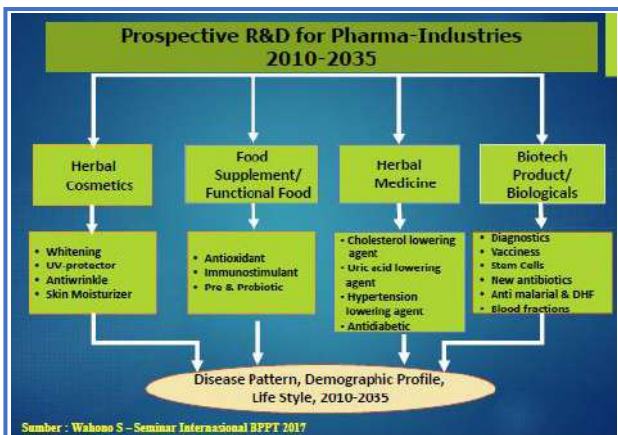 Prospective R&D for Pharma-Industries
2010-2035
Herbal
Cosmetics
Food
Supplement/
Functional Food
Herbal
Medicine
Biotech
Product/
Biologicals
• Whitening
• UV-protector
• Antiwrinkle
• Skin Moisturizer
• Antioxidant
• Immunostimulant
• Pre & Probiotic
• Cholesterol lowering
agent
• Uric acid lowering
agent
• Hypertension
lowering agent
• Antidiabetic
• Diagnostics
• Vacciness
• Stem Cells
• New antibiotics
• Anti malarial & DHF
• Blood fractions
Disease Pattern, Demographic Profile,
Life Style, 2010-2035
Sumber : Wahono S – Seminar Internasional BPPT 2017